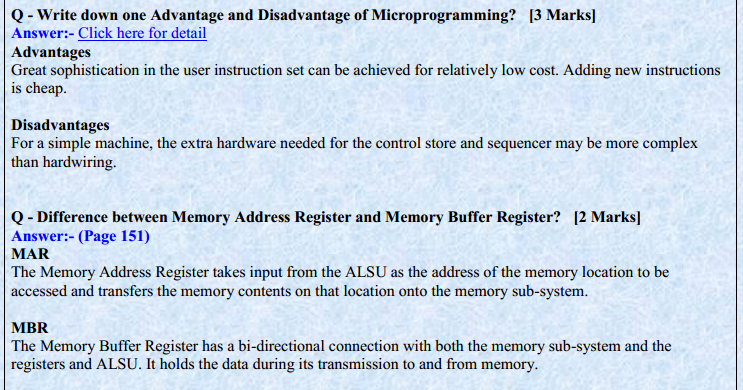 Q - Write down one Advantage and Disadvantage of Microprogramming? [3 Marks]
Answer:- Click here for detail
Advantages
Great sophistication in the user instruction set can be achieved for relatively low cost. Adding new instructions
is cheap.
Disadvantages
For a simple machine, the extra hardware needed for the control store and sequencer may be more complex
than hardwiring.
Q - Difference between Memory Address Register and Memory Buffer Register? [2 Marks]
Answer:- (Page 151)
MAR
The Memory Address Register takes input from the ALSU as the address of the memory location to be
accessed and transfers the memory contents on that location onto the memory sub-system.
MBR
The Memory Buffer Register has a bi-directional connection with both the memory sub-system and the
registers and ALSU. It holds the data during its transmission to and from memory.